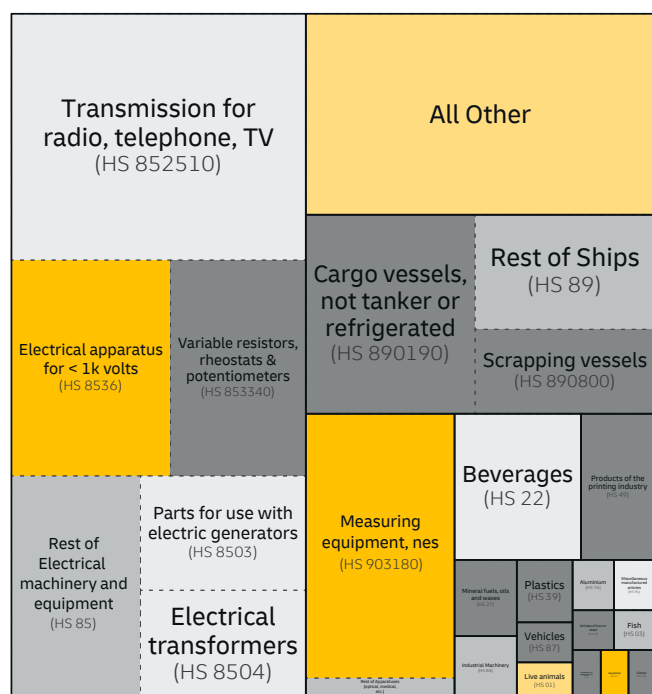 Transmission for
radio, telephone, TV
(HS 852510)
All Other
Electrical apparatus
for < 1k volts
(HS 8536)
Variable resistors,
rheostats &
potentiometers
(HS 853340)
Cargo vessels,
not tanker or
refrigerated
(HS 890190)
Rest of Ships
(HS 89)
Scrapping vessels
(HS 890800)
Rest of
Electrical
machinery and
equipment
(HS 85)
Parts for use with
electric generators
(HS 8503)
Electrical
transformers
(HS 8504)
Measuring
equipment, nes
(HS 903180)
Rest of Apparatuses
(optical, medical,
etc.)
Beverages
(HS 22)
Products of the
printing industry
(HS 49)
Mineral fuels, oils
and waxes
(HS 27)
Industrial Machinery
(HS 84)
Plastics
(HS 39)
Vehicles
(HS 87)
Live animals
(HS 01)
Aluminium
(HS 76)
Miscellaneous
manufactured
articles
Fish
(HS 03)